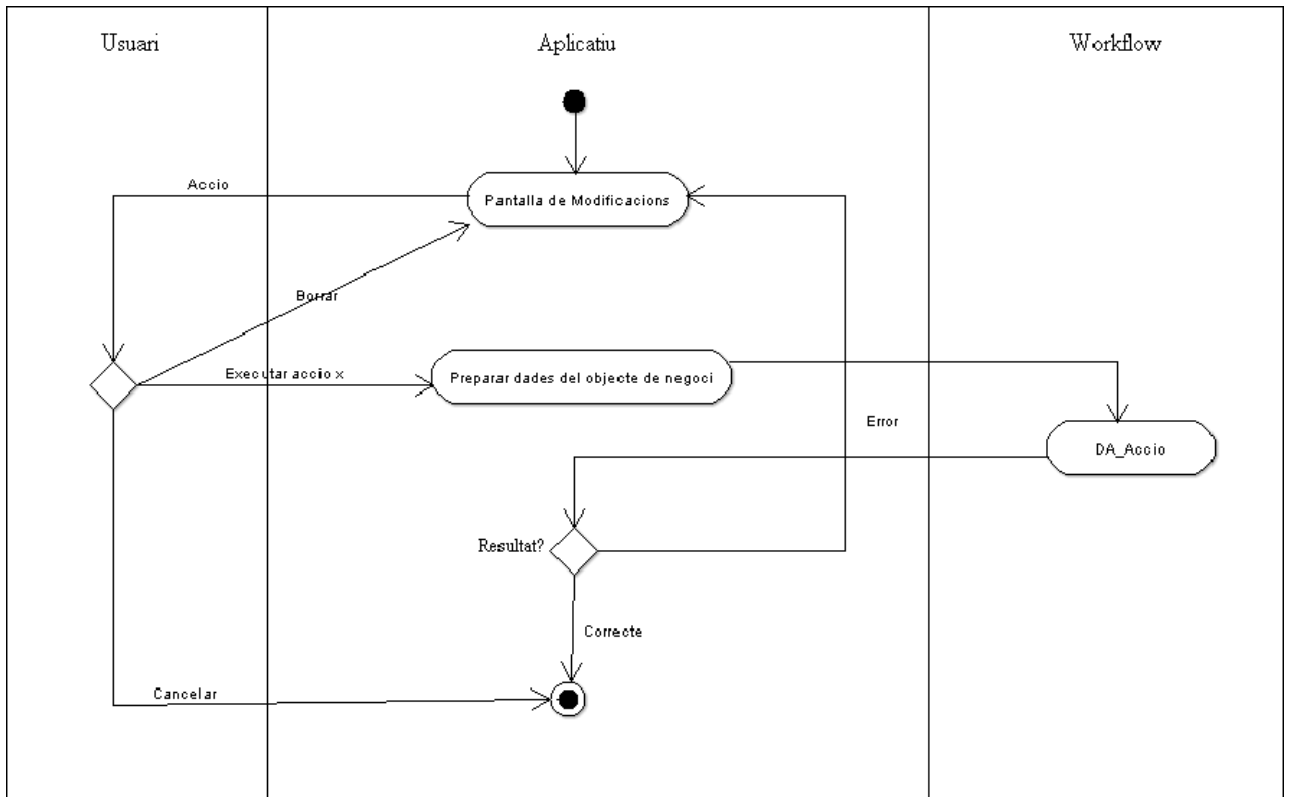 Usuari
Aplicatiu
Workflow
Accio
Pantalla de Modificacions
Borrar
Executar accio x
Preparar dades del objecte de negoci
Error
DA_Accio
Resultat?
Correcte
Cancelar